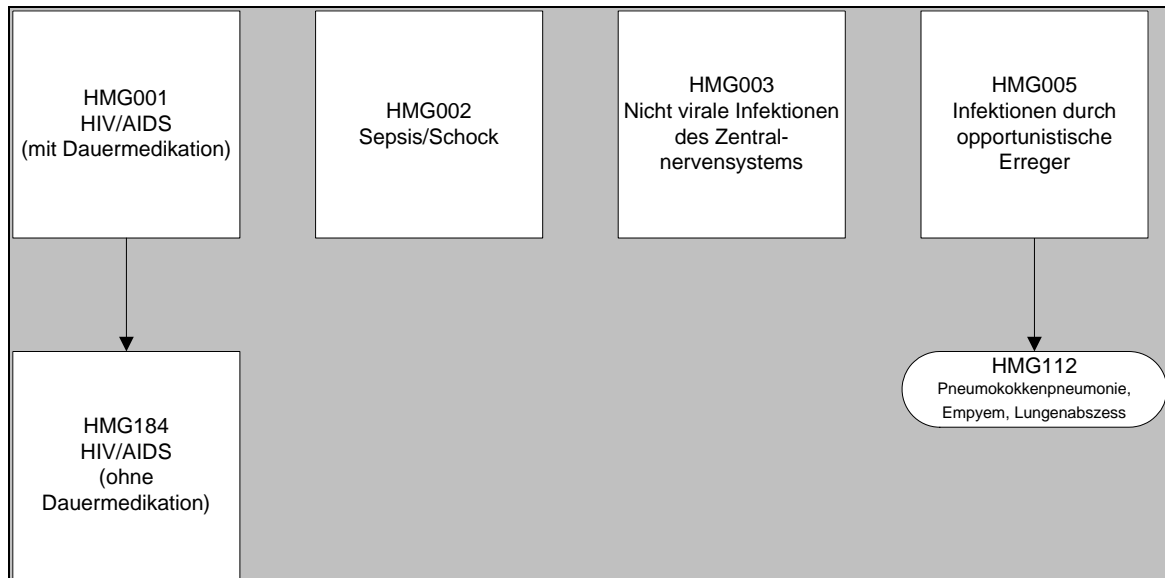 HMG001
HIV/AIDS
(mit Dauermedikation)
HMG002
Sepsis/Schock
HMG003
Nicht virale Infektionen
des Zentral-
nervensystems
HMG005
Infektionen durch
opportunistische
Erreger
HMG184
HIV/AIDS
(ohne
Dauermedikation)
HMG112
Pneumokokkenpneumonie,
Empyem, Lungenabszess